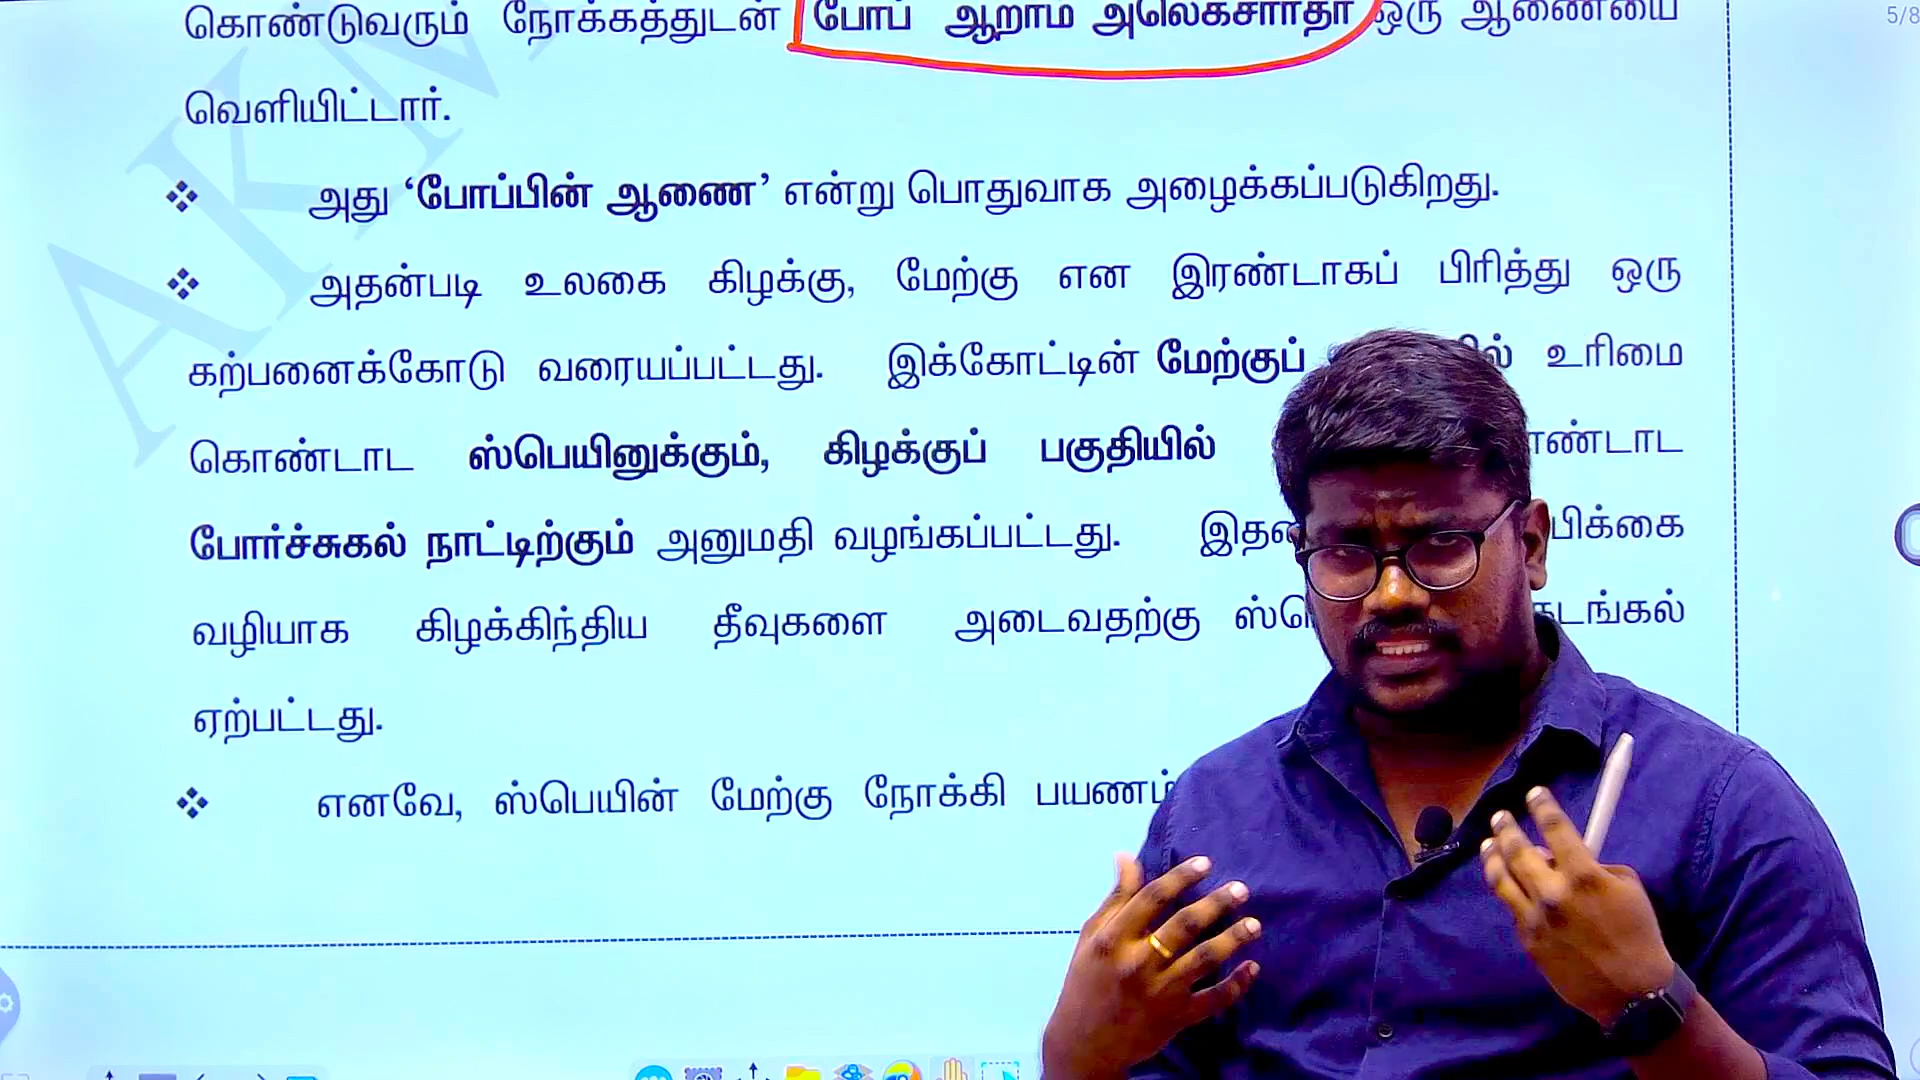 கொண்டுவரும் நோக்கத்துடன் போப் ஆறாம் ஒரு ஆணையை
5/8
வெளியிட்டார்.
❖ அது ‘போப்பின் ஆணை’ என்று பொதுவாக அழைக்கப்படுகிறது.
❖ அதன்படி உலகை கிழக்கு, மேற்கு என இரண்டாகப் பிரித்து ஒரு
கற்பனைக்கோடு வரையப்பட்டது. இக்கோட்டின் மேற்குப் உரிமை
கொண்டாட ஸ்பெயினுக்கும், கிழக்குப் பகுதியில்
போர்ச்சுகல் நாட்டிற்கும் அனுமதி வழங்கப்பட்டது.
வழியாக கிழக்கிந்திய தீவுகளை அடைவதற்கு
ஏற்பட்டது.
❖ எனவே, ஸ்பெயின் மேற்கு நோக்கி பயணம்
AKM